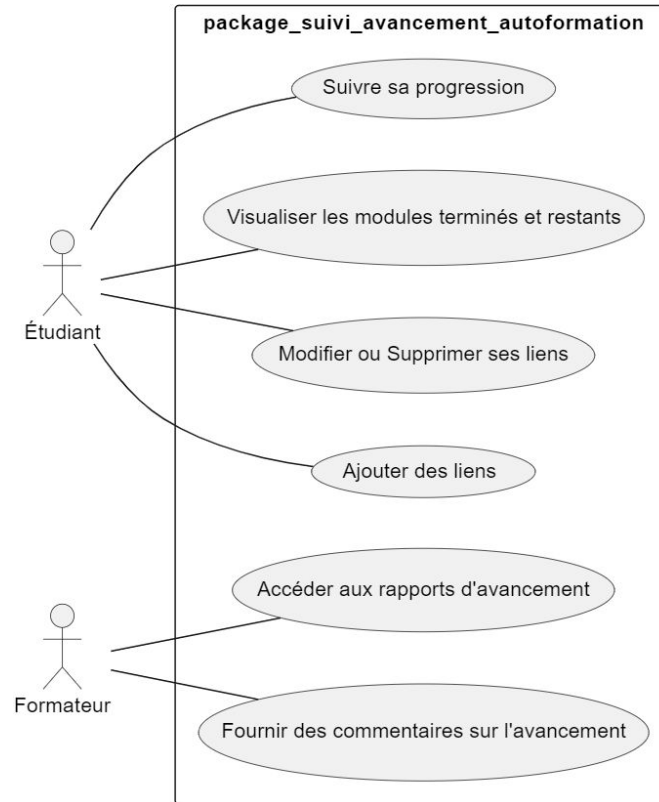 package_suivi_avancement_autoformation
Suivre sa progression
Visualiser les modules terminés et restants
Étudiant
Modifier ou Supprimer ses liens
Ajouter des liens
Accéder aux rapports d'avancement
Formateur
Fournir des commentaires sur l'avancement